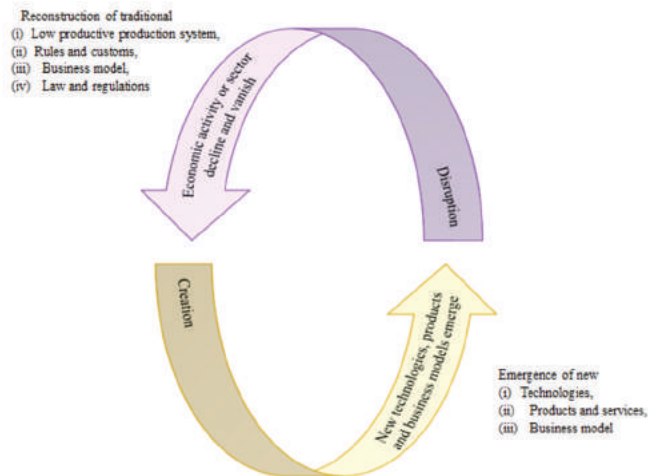 Reconstruction of traditional
(i) Low productive production system,
(ii) Rules and customs,
(iii) Business model,
(iv) Law and regulations
Economic activity or sector
decline and vanish
Disruption
Creation
New technologies, products
and business models emerge
Emergence of new
(i) Technologies,
(ii) Products and services,
(iii) Business model